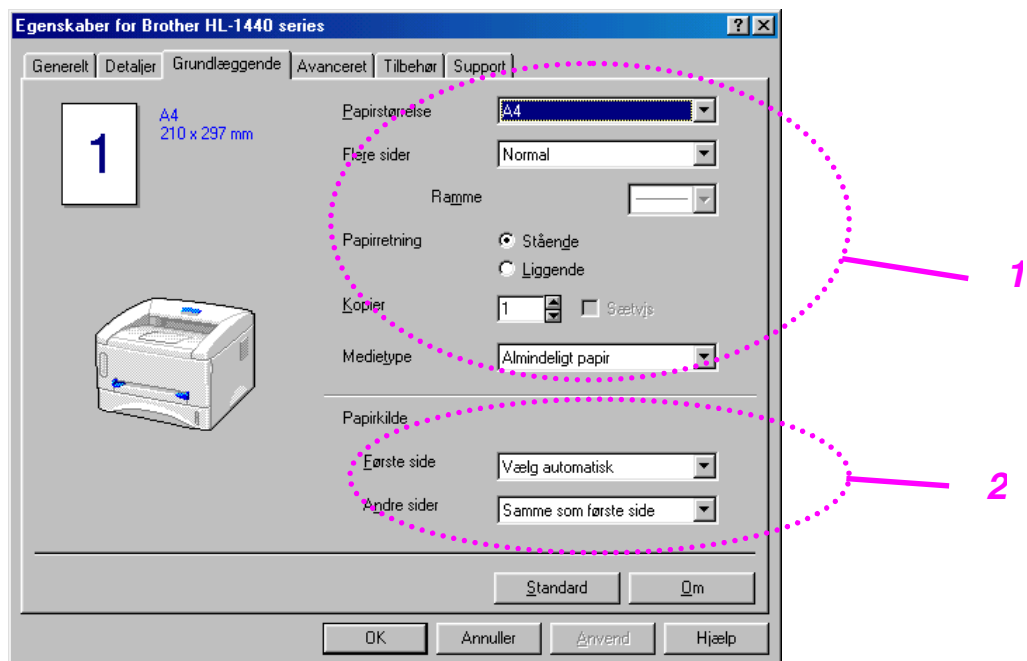 Egenskaber for Brother HL-1440 series
Generelt Detaljer Grundlæggende Avanceret Tilbehør Support
1
A4
210 x 297 mm
Papirstørrelse A4
Flere sider Normal
Ramme
Papirretning Stående
Liggende
Kopier 1 Sætvis
Medietype Almindeligt papir
Papirkilde
Første side Vælg automatisk
Andre sider Samme som første side
1
2
Standard Om
OK Annuller Anvend Hjælp